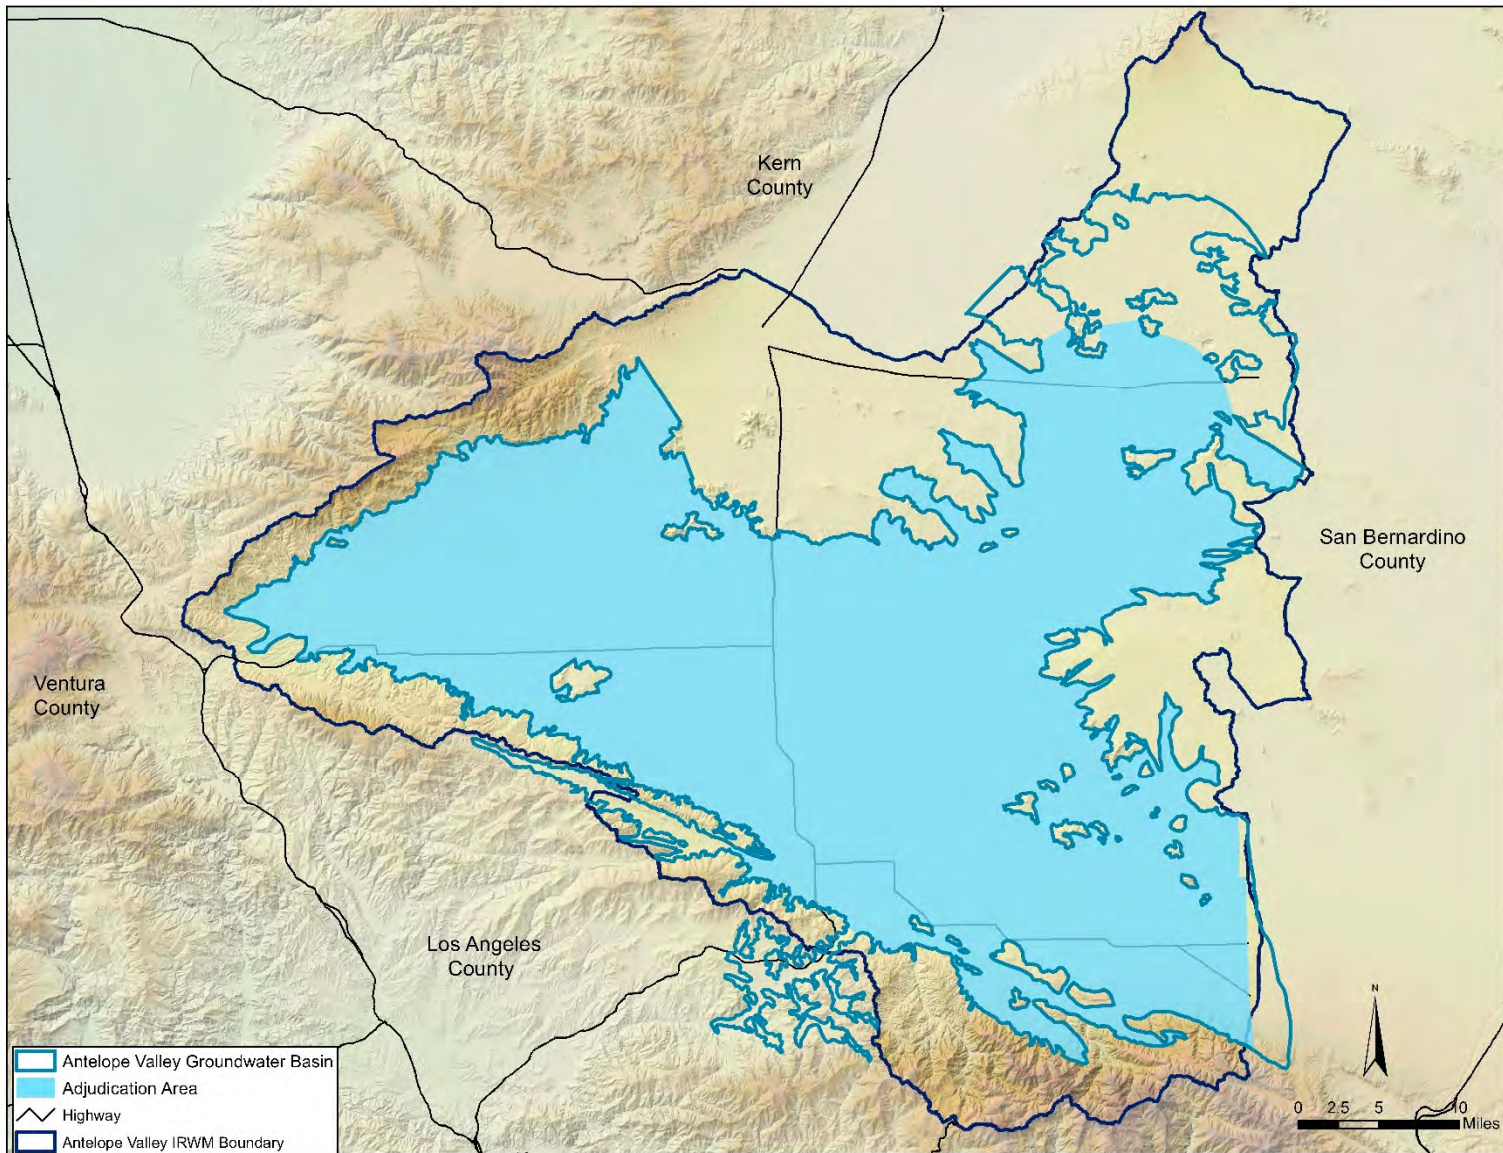 Kern
County
San Bernardino
County
Ventura
County
Los Angeles
County
N
Antelope Valley Groundwater Basin
Adjudication Area
Highway
Antelope Valley IRWM Boundary
0 2.5 5 10
Miles